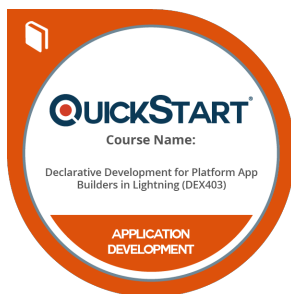 QUICKSTART®
Course Name:
Declarative Development for Platform App
Builders in Lightning (DEX403)
APPLICATION
DEVELOPMENT